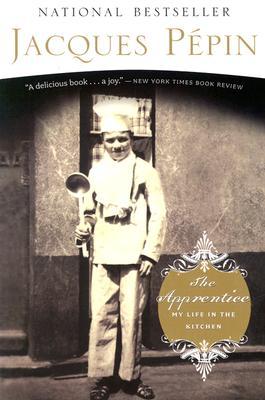 NATIONAL BESTSELLER
JACQUES PÉPIN
"A delicious book . . . a joy." — NEW YORK TIMES BOOK REVIEW
The
Apprentice
MY LIFE IN THE
KITCHEN